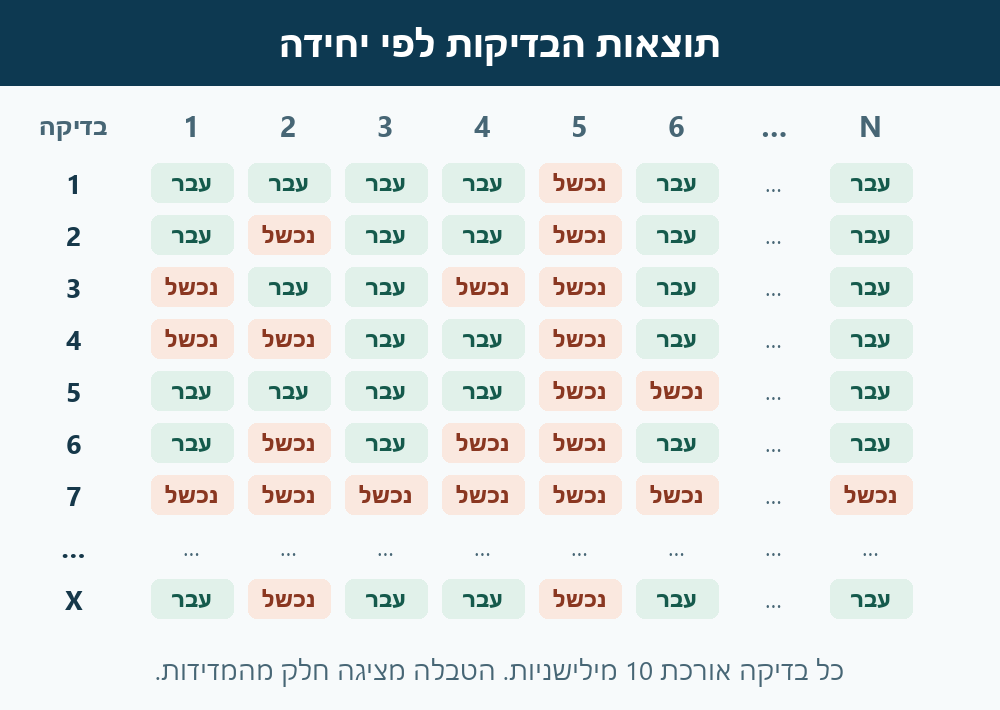 תוצאות הבדיקות לפי יחידה
בדיקה 1 2 3 4 5 6 ... N
1 עבר עבר עבר עבר נכשל עבר ... עבר
2 עבר נכשל עבר עבר נכשל עבר ... עבר
3 נכשל עבר עבר נכשל נכשל עבר ... עבר
4 נכשל נכשל עבר עבר נכשל עבר ... עבר
5 עבר עבר עבר עבר נכשל נכשל ... עבר
6 עבר נכשל עבר נכשל נכשל עבר ... עבר
7 נכשל נכשל נכשל נכשל נכשל נכשל ... נכשל
... ... ... ... ... ... ... ... ...
X עבר נכשל עבר עבר נכשל עבר ... עבר
כל בדיקה אורכת 10 מילישניות. הטבלה מציגה חלק מהמדידות.